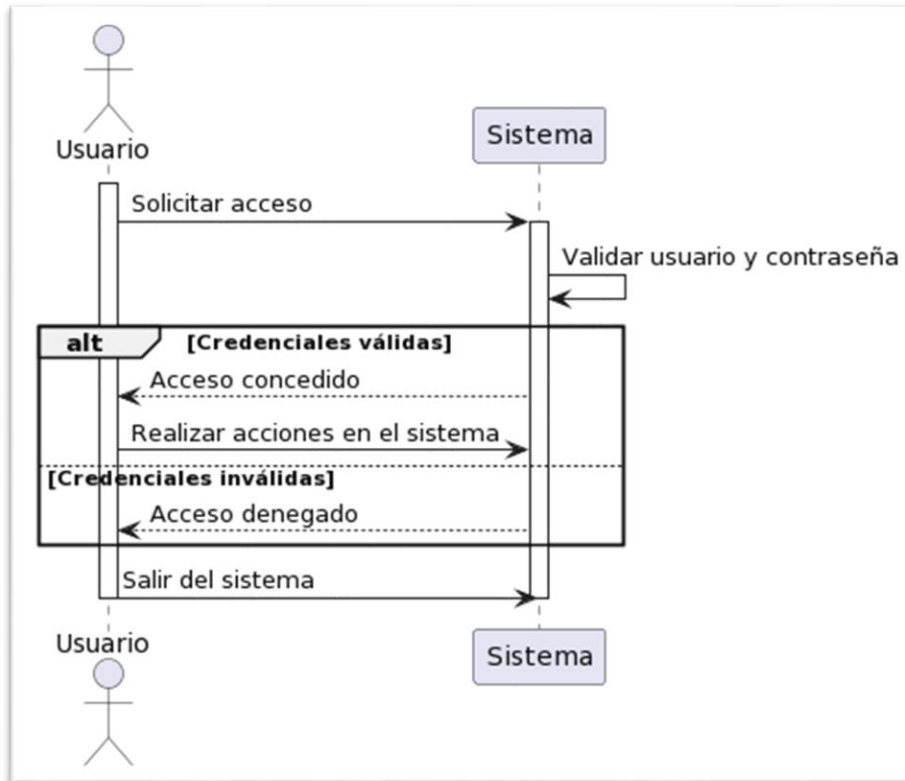 Usuario
Sistema
Solicitar acceso
Validar usuario y contraseña
alt [Credenciales válidas]
Acceso concedido
Realizar acciones en el sistema
[Credenciales inválidas]
Acceso denegado
Salir del sistema
Usuario
Sistema